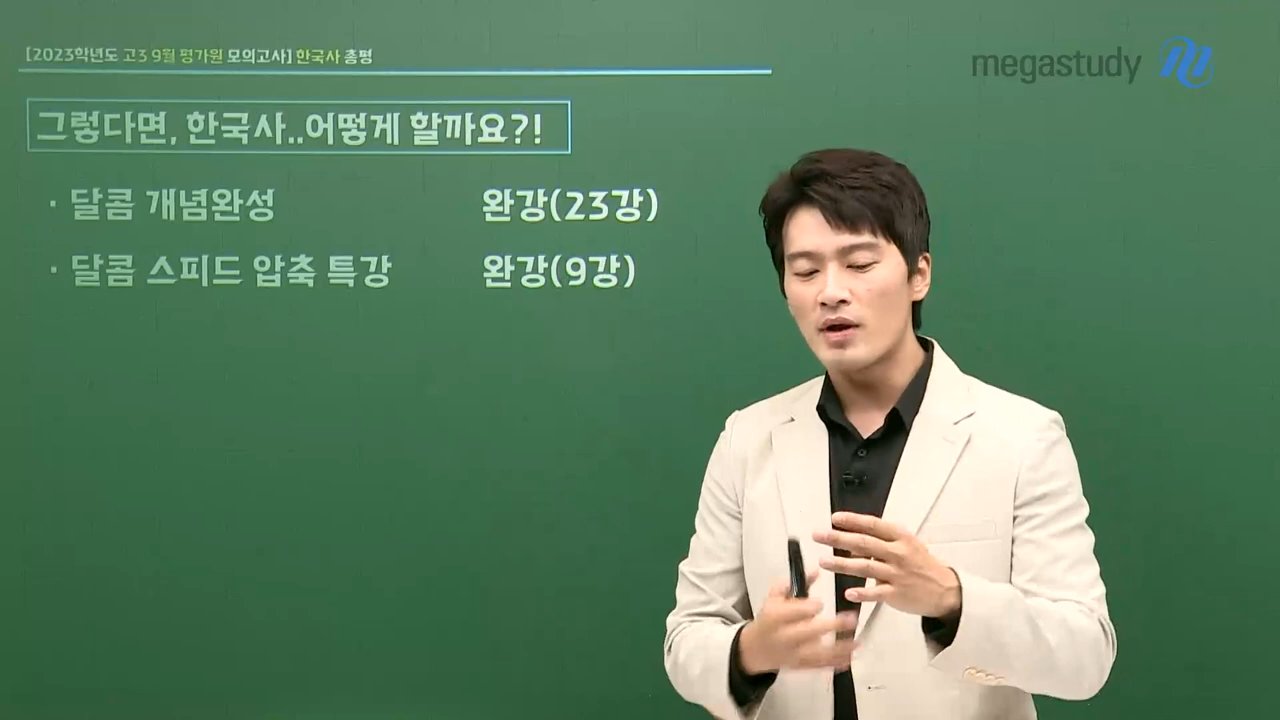 [2023학년도 고3 9월 평가원 모의고사] 한국사 총평
megastudy
그렇다면, 한국사..어떻게 할까요?!
· 달콤 개념완성 완강(23강)
· 달콤 스피드 압축 특강 완강(9강)